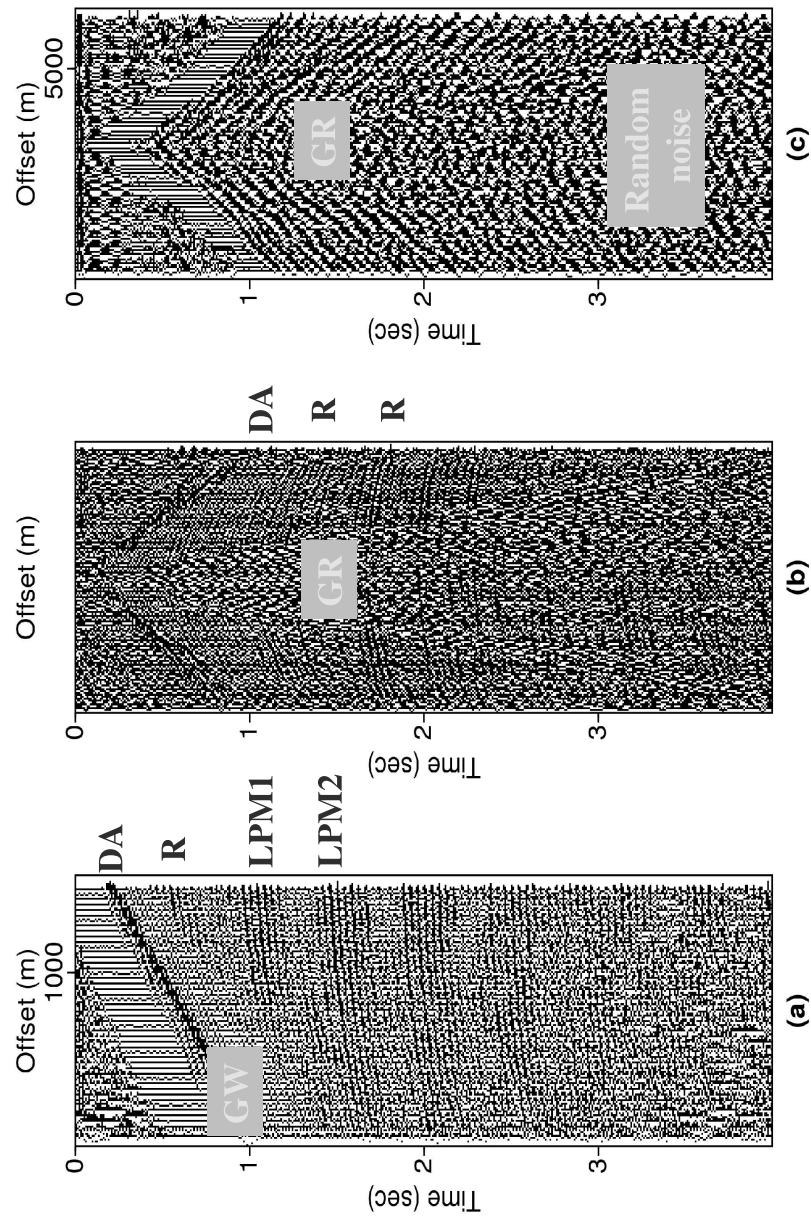 Offset (m)
1000
0
1
2
3
Time (sec)
DA
R
LPM1
LPM2
GW
(a)
Offset (m)
0
1
2
3
Time (sec)
DA
R
R
GR
(b)
Offset (m)
5000
0
1
2
3
Time (sec)
GR
Random
noise
(c)